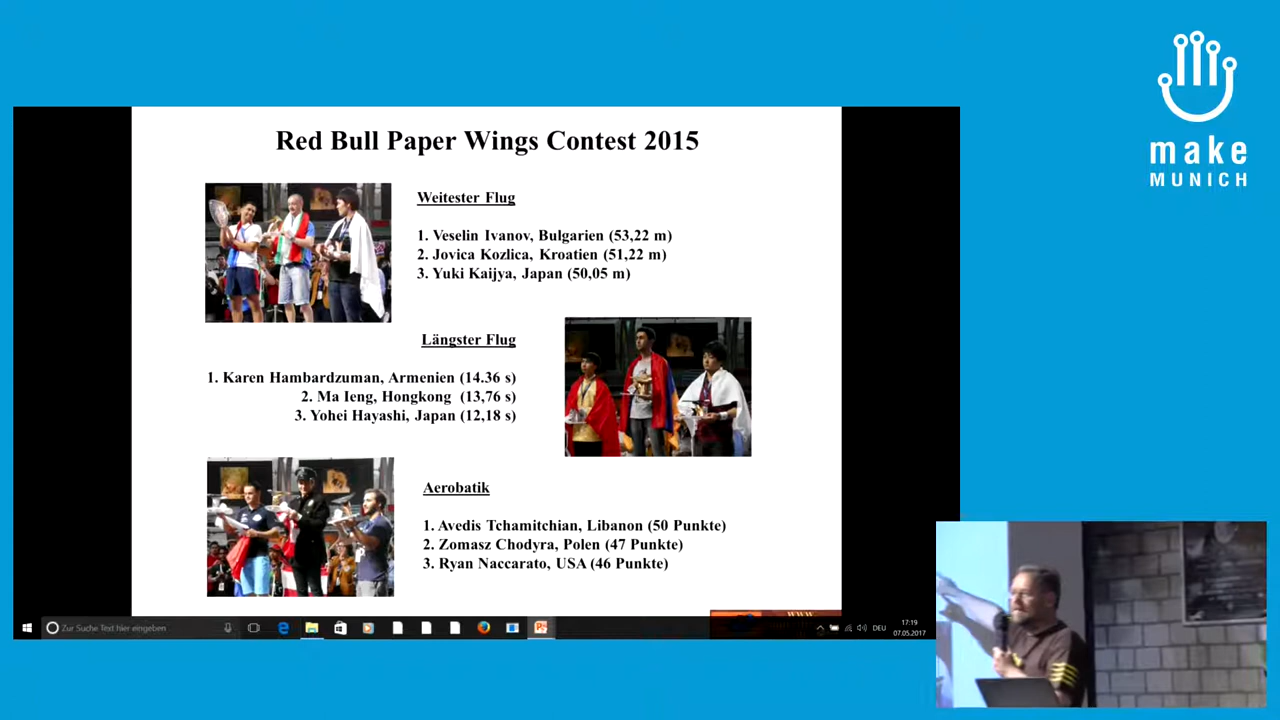 Red Bull Paper Wings Contest 2015
Weitester Flug
1. Veselin Ivanov, Bulgarien (53,22 m)
2. Jovica Kozlica, Kroatien (51,22 m)
3. Yuki Kaijya, Japan (50,05 m)
Längster Flug
1. Karen Hambardzuman, Armenien (14.36 s)
2. Ma Ieng, Hongkong (13,76 s)
3. Yohei Hayashi, Japan (12,18 s)
Aerobatik
1. Avedis Tchamitchian, Libanon (50 Punkte)
2. Zomasz Chodyra, Polen (47 Punkte)
3. Ryan Naccarato, USA (46 Punkte)
www
Zur Suche Text hier eingeben
DEU
17:19
07.05.2017
make
MUNICH